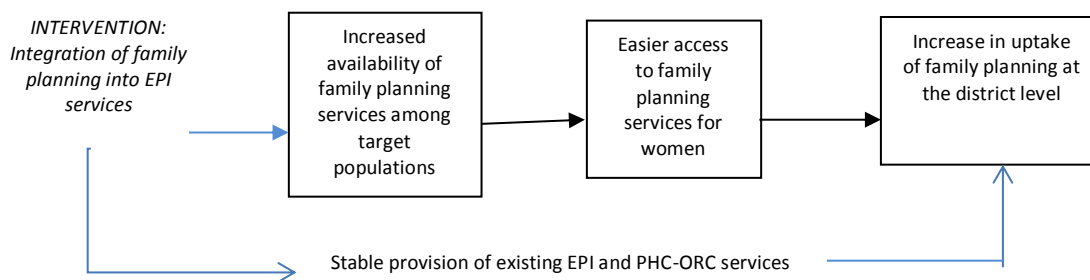 INTERVENTION:
Integration of family
planning into EPI
services
Increased
availability of
family planning
services among
target
populations
Easier access
to family
planning
services for
women
Increase in uptake
of family planning at
the district level
Stable provision of existing EPI and PHC-ORC services